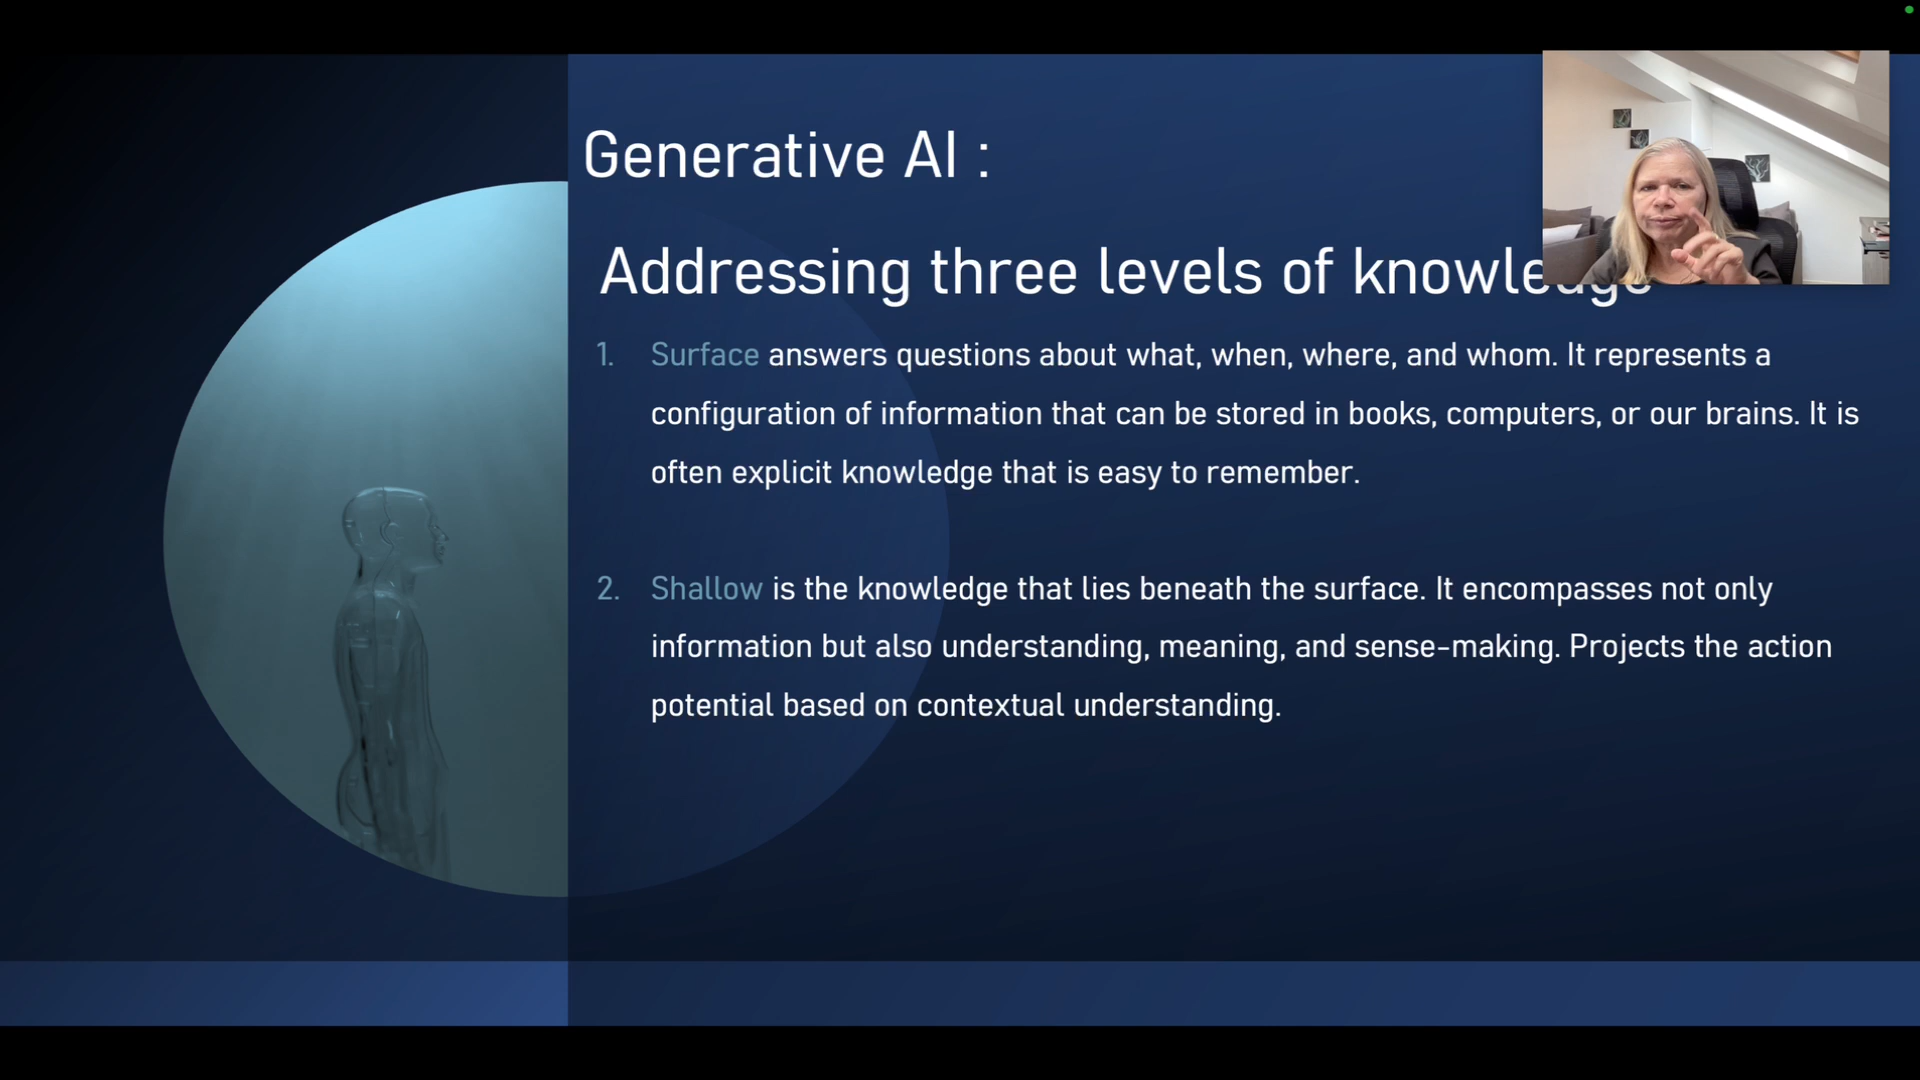 Generative AI :
Addressing three levels of knowledge
1. Surface answers questions about what, when, where, and whom. It represents a
configuration of information that can be stored in books, computers, or our brains. It is
often explicit knowledge that is easy to remember.
2. Shallow is the knowledge that lies beneath the surface. It encompasses not only
information but also understanding, meaning, and sense-making. Projects the action
potential based on contextual understanding.